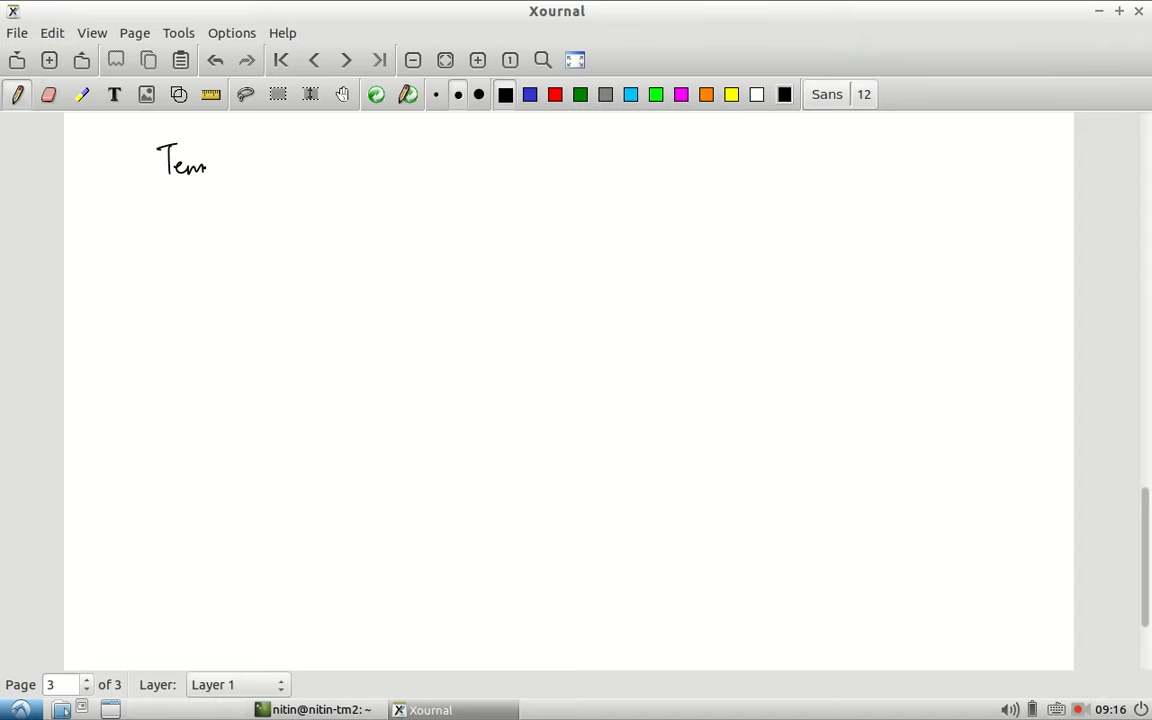 Xournal
File Edit View Page Tools Options Help
Sans 12
Tem
Page 3 of 3 Layer: Layer 1
nitin@nitin-tm2: ~ Xournal 09:16